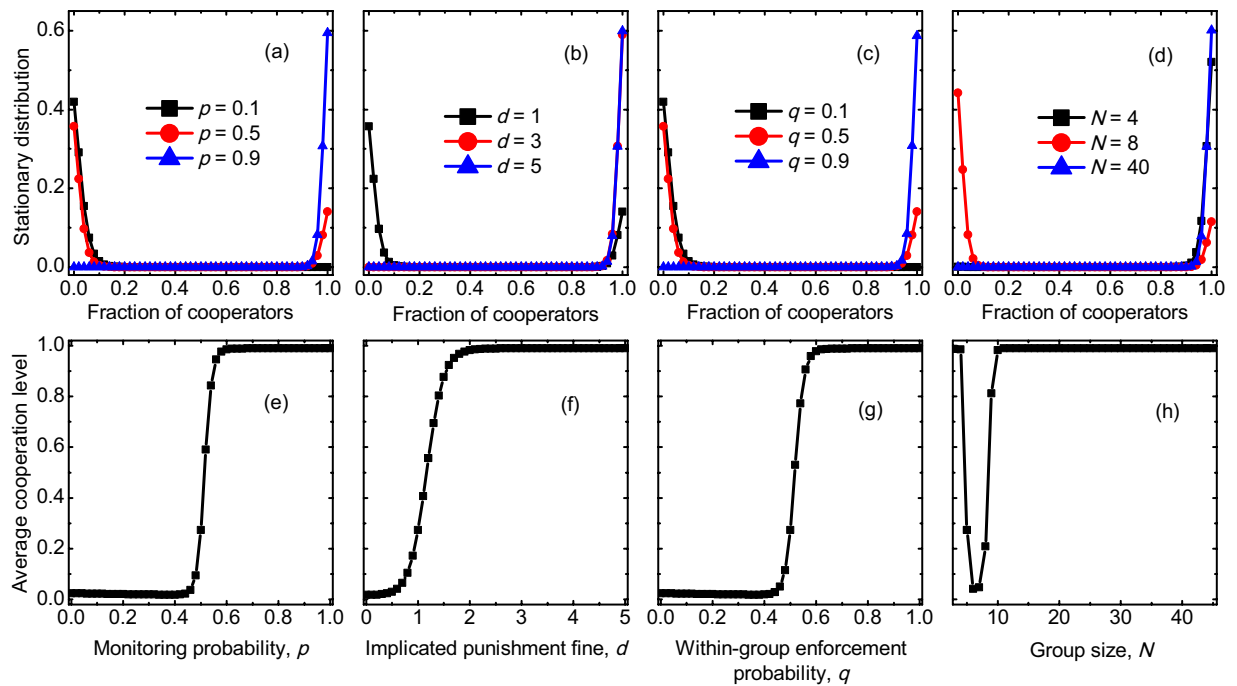 Stationary distribution
0.6
0.4
0.2
0.0
(a)
p = 0.1
p = 0.5
p = 0.9
0.0 0.2 0.4 0.6 0.8 1.0
Fraction of cooperators
(b)
d = 1
d = 3
d = 5
0.0 0.2 0.4 0.6 0.8 1.0
Fraction of cooperators
(c)
q = 0.1
q = 0.5
q = 0.9
0.0 0.2 0.4 0.6 0.8 1.0
Fraction of cooperators
(d)
N = 4
N = 8
N = 40
0.0 0.2 0.4 0.6 0.8 1.0
Fraction of cooperators
Average cooperation level
1.0
0.8
0.6
0.4
0.2
0.0
(e)
0.0 0.2 0.4 0.6 0.8 1.0
Monitoring probability, p
(f)
0 1 2 3 4 5
Implicated punishment fine, d
(g)
0.0 0.2 0.4 0.6 0.8 1.0
Within-group enforcement
probability, q
(h)
10 20 30 40
Group size, N